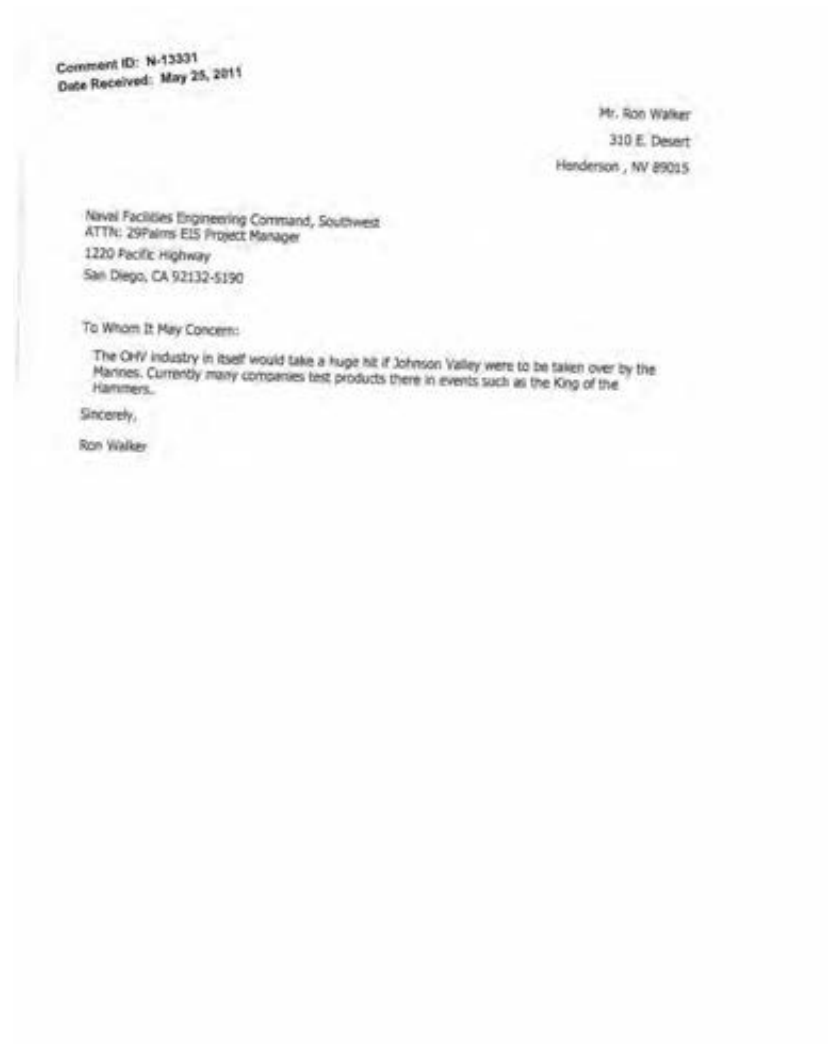 Comment ID: N-13331
Date Received: May 25, 2011
Mr. Ron Walker
310 E. Desert
Henderson , NV 89015
Naval Facilities Engineering Command, Southwest
ATTN: 29Palms EIS Project Manager
1220 Pacific Highway
San Diego, CA 92132-5190
To Whom It May Concern:
The OHV industry in itself would take a huge hit if Johnson Valley were to be taken over by the
Marines. Currently many companies test products there in events such as the King of the
Hammers.
Sincerely,
Ron Walker